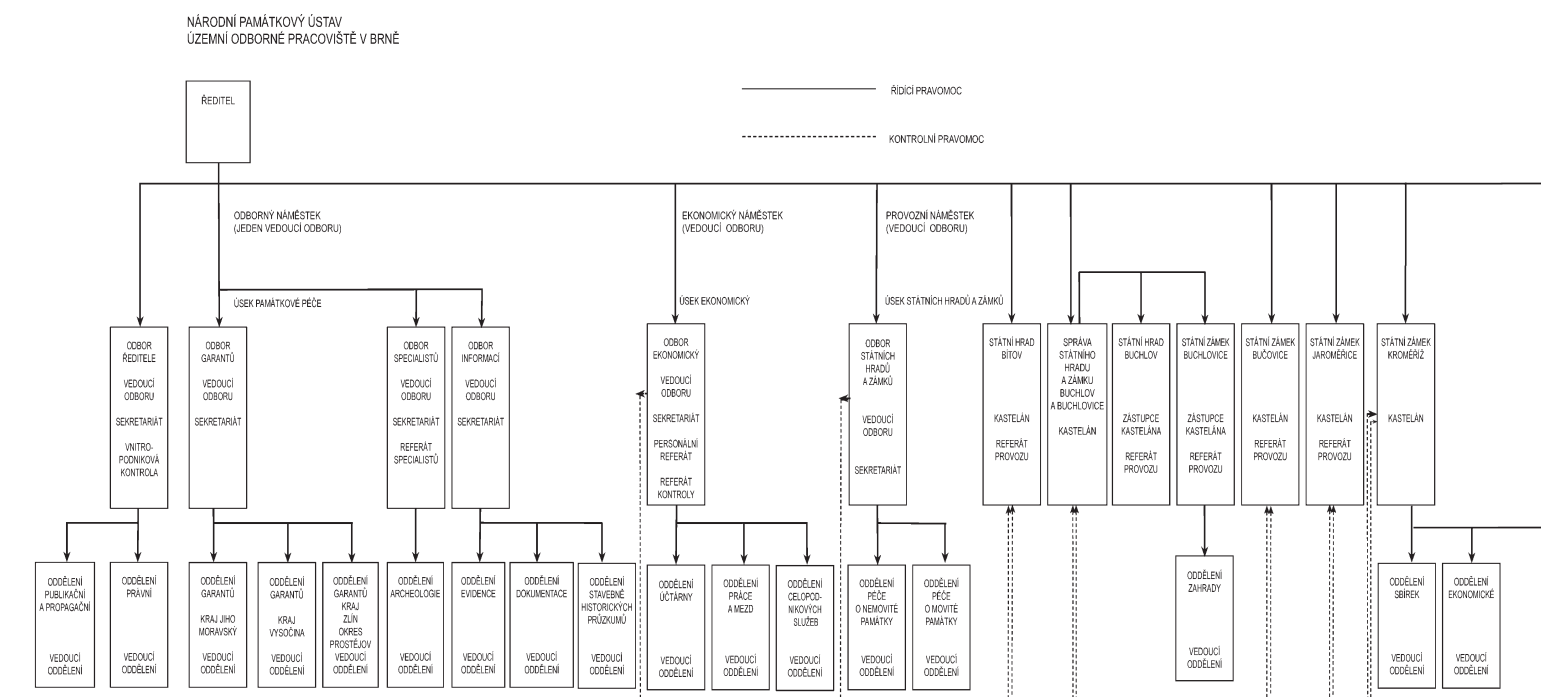 NÁRODNÍ PAMÁTKOVÝ ÚSTAV
ÚZEMNÍ ODBORNÉ PRACOVIŠTĚ V BRNĚ
ŘEDITEL
ŘÍDÍCÍ PRAVOMOC
KONTROLNÍ PRAVOMOC
ODBORNÝ NÁMĚSTEK
(JEDEN VEDOUCÍ ODBORU)
EKONOMICKÝ NÁMĚSTEK
(VEDOUCÍ ODBORU)
PROVOZNÍ NÁMĚSTEK
(VEDOUCÍ ODBORU)
ÚSEK PAMÁTKOVÉ PÉČE
ÚSEK EKONOMICKÝ
ÚSEK STÁTNÍCH HRADŮ A ZÁMKŮ
ODBOR
ŘEDITELE
VEDOUCÍ
ODBORU
SEKRETARIÁT
VNITRO-
PODNIKOVÁ
KONTROLA
ODBOR
GARANTŮ
VEDOUCÍ
ODBORU
SEKRETARIÁT
ODBOR
SPECIALISTŮ
VEDOUCÍ
ODBORU
SEKRETARIÁT
REFERÁT
SPECIALISTŮ
ODBOR
INFORMACÍ
VEDOUCÍ
ODBORU
SEKRETARIÁT
ODBOR
EKONOMICKÝ
VEDOUCÍ
ODBORU
SEKRETARIÁT
PERSONÁLNÍ
REFERÁT
REFERÁT
KONTROLY
ODBOR
STÁTNÍCH
HRADŮ
A ZÁMKŮ
VEDOUCÍ
ODBORU
SEKRETARIÁT
STÁTNÍ HRAD
BÍTOV
KASTELÁN
REFERÁT
PROVOZU
SPRÁVA
STÁTNÍHO
HRADU
A ZÁMKU
BUCHLOV
A BUCHLOVICE
KASTELÁN
STÁTNÍ HRAD
BUCHLOV
ZÁSTUPCE
KASTELÁNA
REFERÁT
PROVOZU
STÁTNÍ ZÁMEK
BUCHLOVICE
ZÁSTUPCE
KASTELÁNA
REFERÁT
PROVOZU
STÁTNÍ ZÁMEK
BUČOVICE
KASTELÁN
REFERÁT
PROVOZU
STÁTNÍ ZÁMEK
JAROMĚŘICE
KASTELÁN
REFERÁT
PROVOZU
STÁTNÍ ZÁMEK
KROMĚŘÍŽ
KASTELÁN
ODDĚLENÍ
PUBLIKAČNÍ
A PROPAGAČNÍ
VEDOUCÍ
ODDĚLENÍ
ODDĚLENÍ
PRÁVNÍ
VEDOUCÍ
ODDĚLENÍ
ODDĚLENÍ
GARANTŮ
KRAJ JIHO
MORAVSKÝ
VEDOUCÍ
ODDĚLENÍ
ODDĚLENÍ
GARANTŮ
KRAJ
VYSOČINA
VEDOUCÍ
ODDĚLENÍ
ODDĚLENÍ
GARANTŮ
KRAJ
ZLÍN
OKRES
PROSTĚJOV
VEDOUCÍ
ODDĚLENÍ
ODDĚLENÍ
ARCHEOLOGIE
VEDOUCÍ
ODDĚLENÍ
ODDĚLENÍ
EVIDENCE
VEDOUCÍ
ODDĚLENÍ
ODDĚLENÍ
DOKUMENTACE
VEDOUCÍ
ODDĚLENÍ
ODDĚLENÍ
STAVEBNĚ
HISTORICKÝCH
PRŮZKUMŮ
VEDOUCÍ
ODDĚLENÍ
ODDĚLENÍ
ÚČTÁRNY
VEDOUCÍ
ODDĚLENÍ
ODDĚLENÍ
PRÁCE
A MEZD
VEDOUCÍ
ODDĚLENÍ
ODDĚLENÍ
CELOPOD-
NIKOVÝCH
SLUŽEB
VEDOUCÍ
ODDĚLENÍ
ODDĚLENÍ
PÉČE
O NEMOVITÉ
PAMÁTKY
VEDOUCÍ
ODDĚLENÍ
ODDĚLENÍ
PÉČE
O MOVITÉ
PAMÁTKY
VEDOUCÍ
ODDĚLENÍ
ODDĚLENÍ
ZAHRADY
VEDOUCÍ
ODDĚLENÍ
ODDĚLENÍ
SBÍREK
VEDOUCÍ
ODDĚLENÍ
ODDĚLENÍ
EKONOMICKÉ
VEDOUCÍ
ODDĚLENÍ